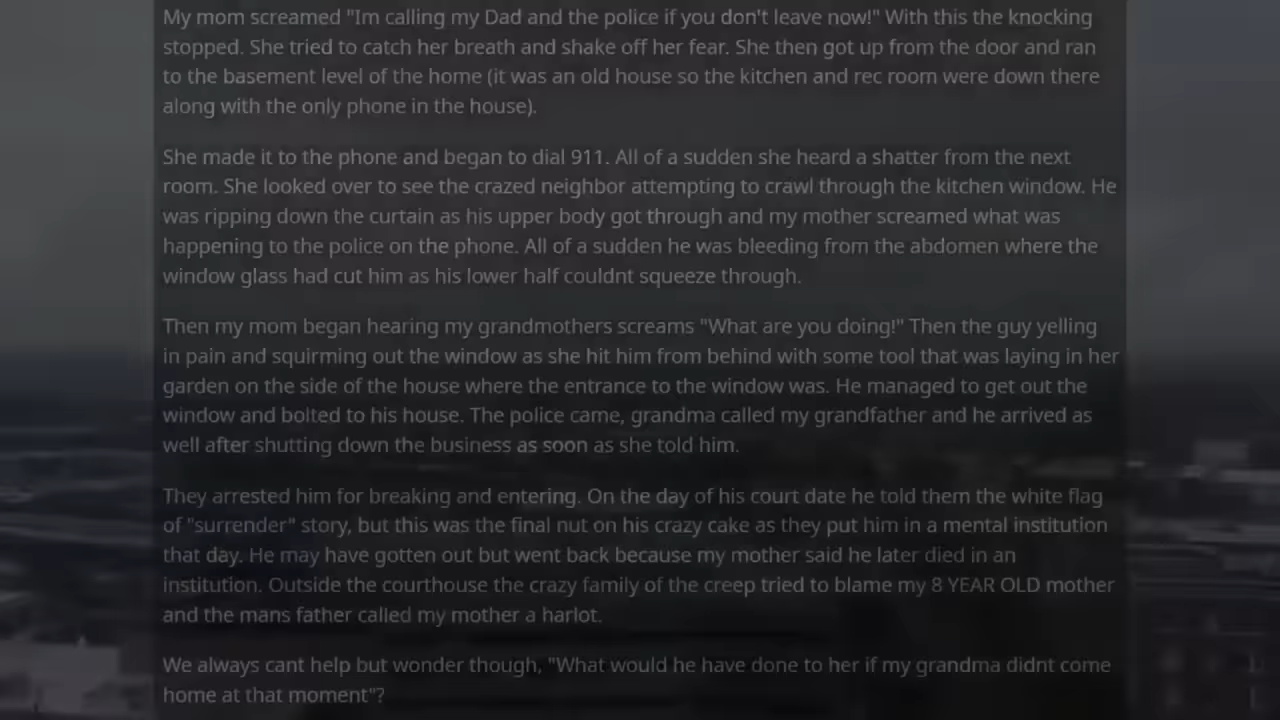 My mom screamed "Im calling my Dad and the police if you don't leave now!" With this the knocking
stopped. She tried to catch her breath and shake off her fear. She then got up from the door and ran
to the basement level of the home (it was an old house so the kitchen and rec room were down there
along with the only phone in the house).
She made it to the phone and began to dial 911. All of a sudden she heard a shatter from the next
room. She looked over to see the crazed neighbor attempting to crawl through the kitchen window. He
was ripping down the curtain as his upper body got through and my mother screamed what was
happening to the police on the phone. All of a sudden he was bleeding from the abdomen where the
window glass had cut him as his lower half couldnt squeeze through.
Then my mom began hearing my grandmothers screams "What are you doing!" Then the guy yelling
in pain and squirming out the window as she hit him from behind with some tool that was laying in her
garden on the side of the house where the entrance to the window was. He managed to get out the
window and bolted to his house. The police came, grandma called my grandfather and he arrived as
well after shutting down the business as soon as she told him.
They arrested him for breaking and entering. On the day of his court date he told them the white flag
of "surrender" story, but this was the final nut on his crazy cake as they put him in a mental institution
that day. He may have gotten out but went back because my mother said he later died in an
institution. Outside the courthouse the crazy family of the creep tried to blame my 8 YEAR OLD mother
and the mans father called my mother a harlot.
We always cant help but wonder though, "What would he have done to her if my grandma didnt come
home at that moment"?